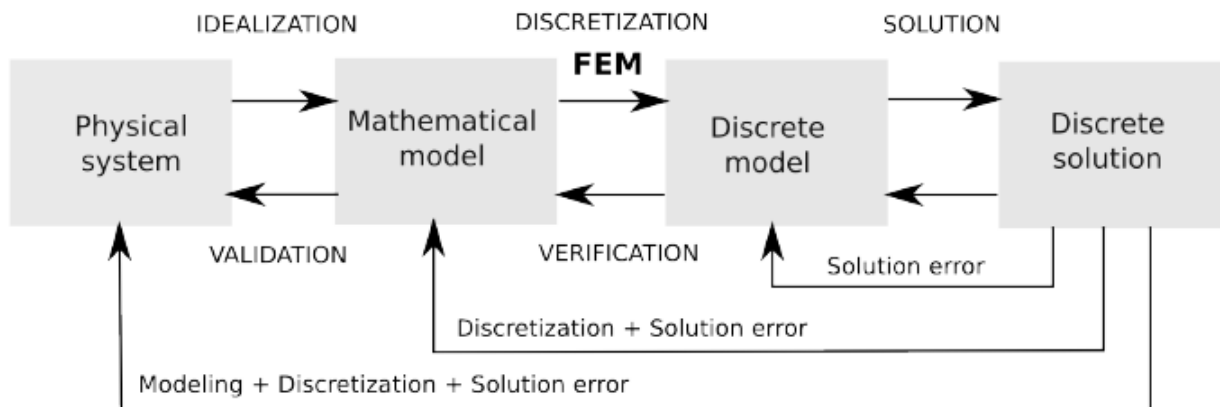 IDEALIZATION
DISCRETIZATION
SOLUTION
FEM
Physical
system
Mathematical
model
Discrete
model
Discrete
solution
VALIDATION
VERIFICATION
Solution error
Discretization + Solution error
Modeling + Discretization + Solution error